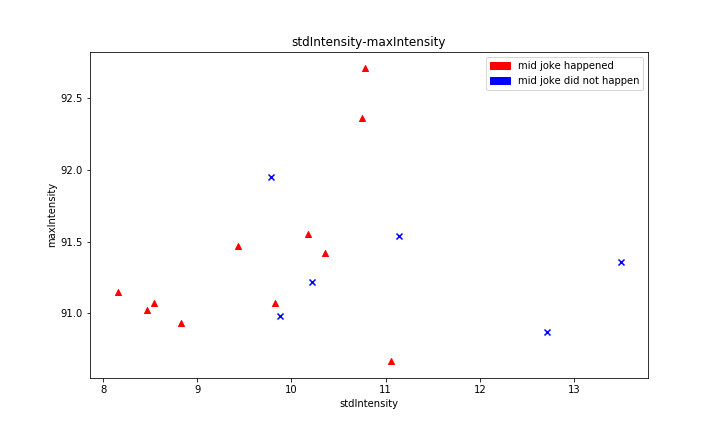 stdIntensity-maxIntensity
mid joke happened
mid joke did not happen
maxIntensity
92.5
92.0
91.5
91.0
8
9
10
11
12
13
stdIntensity